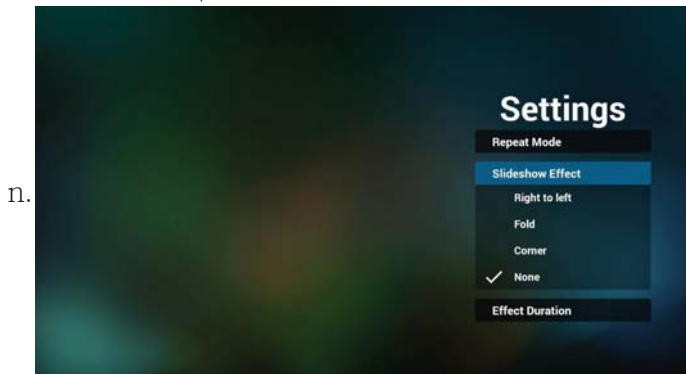 Settings
Repeat Mode
Slideshow Effect
n.
Right to left
Fold
Corner
None
Effect Duration